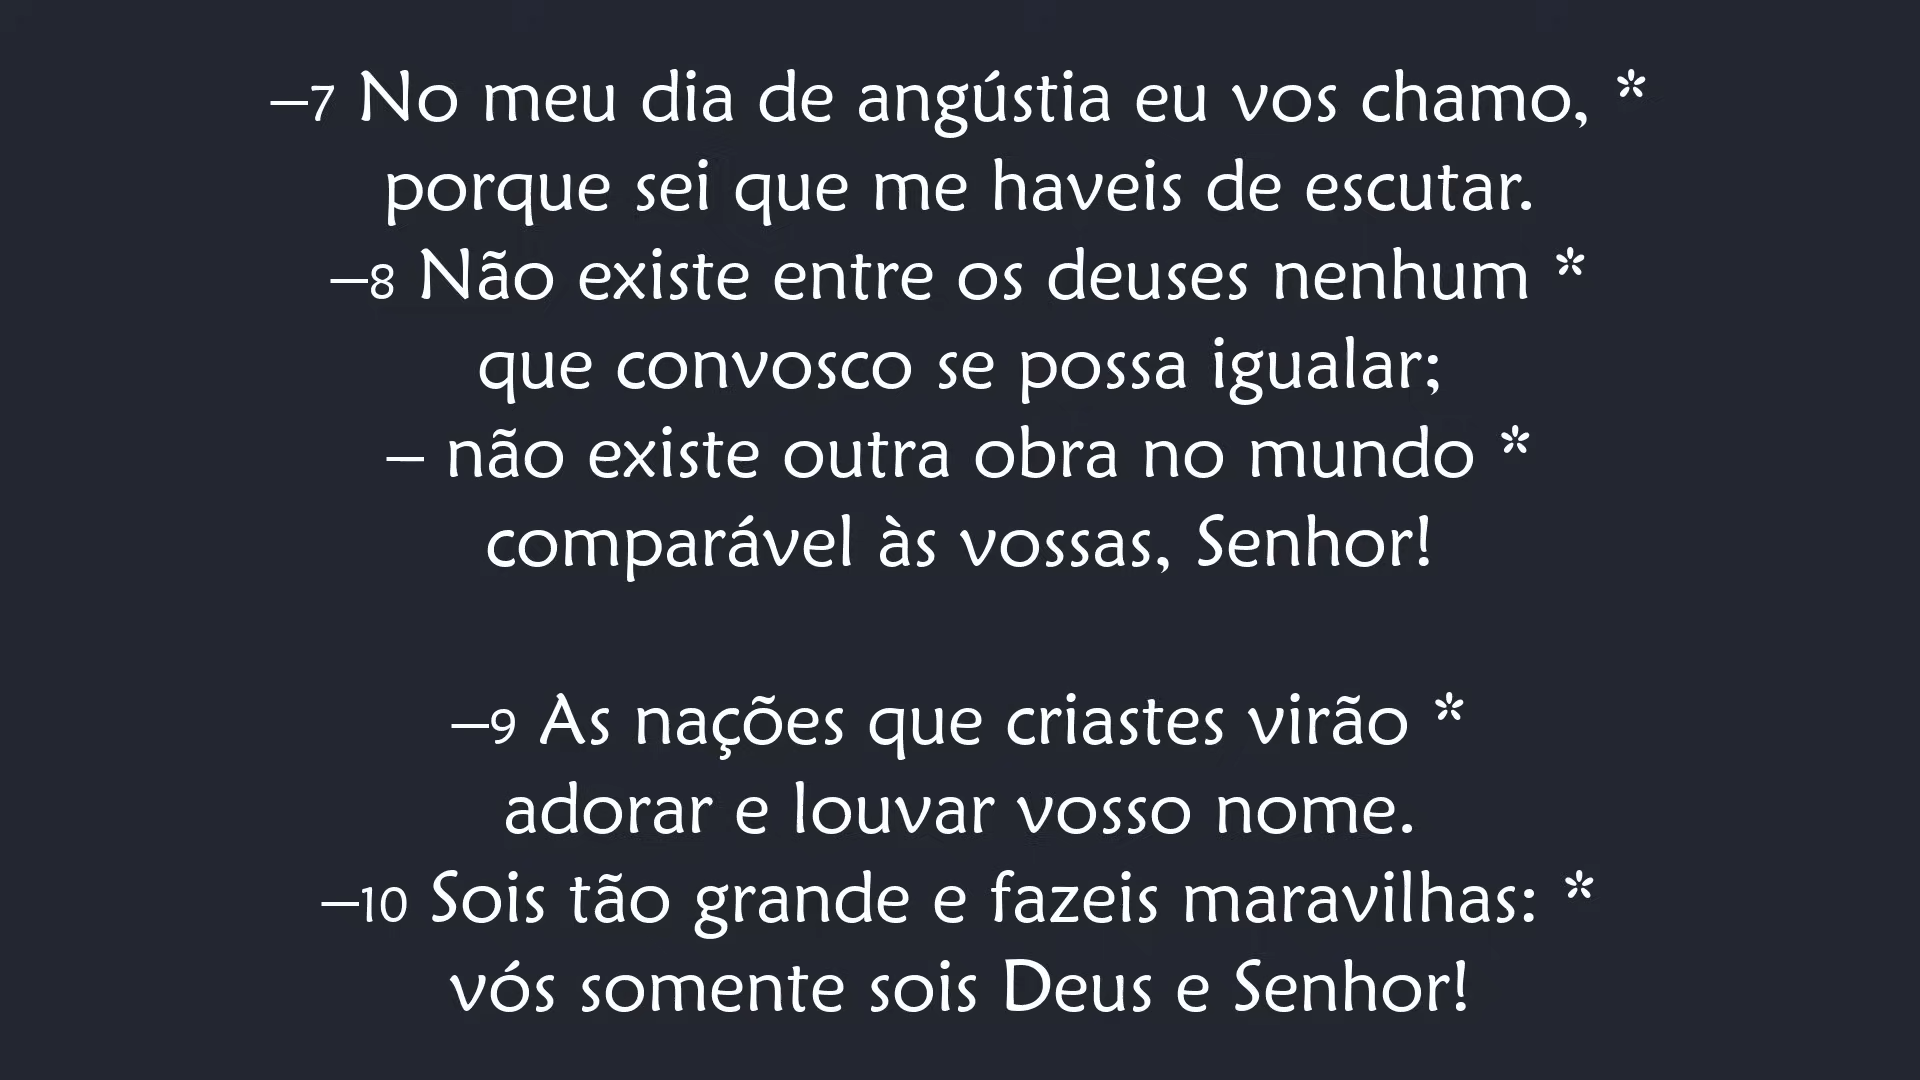 –7 No meu dia de angústia eu vos chamo, *
porque sei que me haveis de escutar.
–8 Não existe entre os deuses nenhum *
que convosco se possa igualar;
– não existe outra obra no mundo *
comparável às vossas, Senhor!
–9 As nações que criastes virão *
adorar e louvar vosso nome.
–10 Sois tão grande e fazeis maravilhas: *
vós somente sois Deus e Senhor!